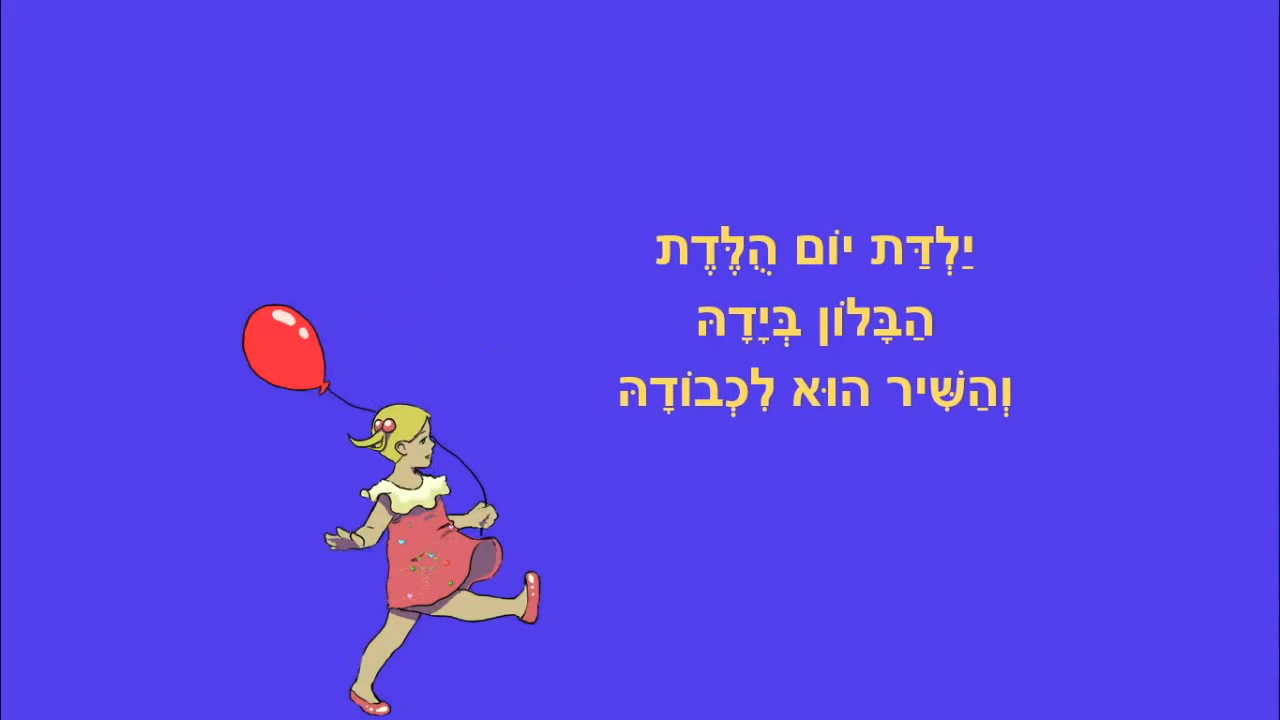 יַלְדַּת יוֹם הֻלֶּדֶת
הַבָּלוֹן בְּיָדָהּ
וְהַשִּׁיר הוּא לִכְבוֹדָהּ